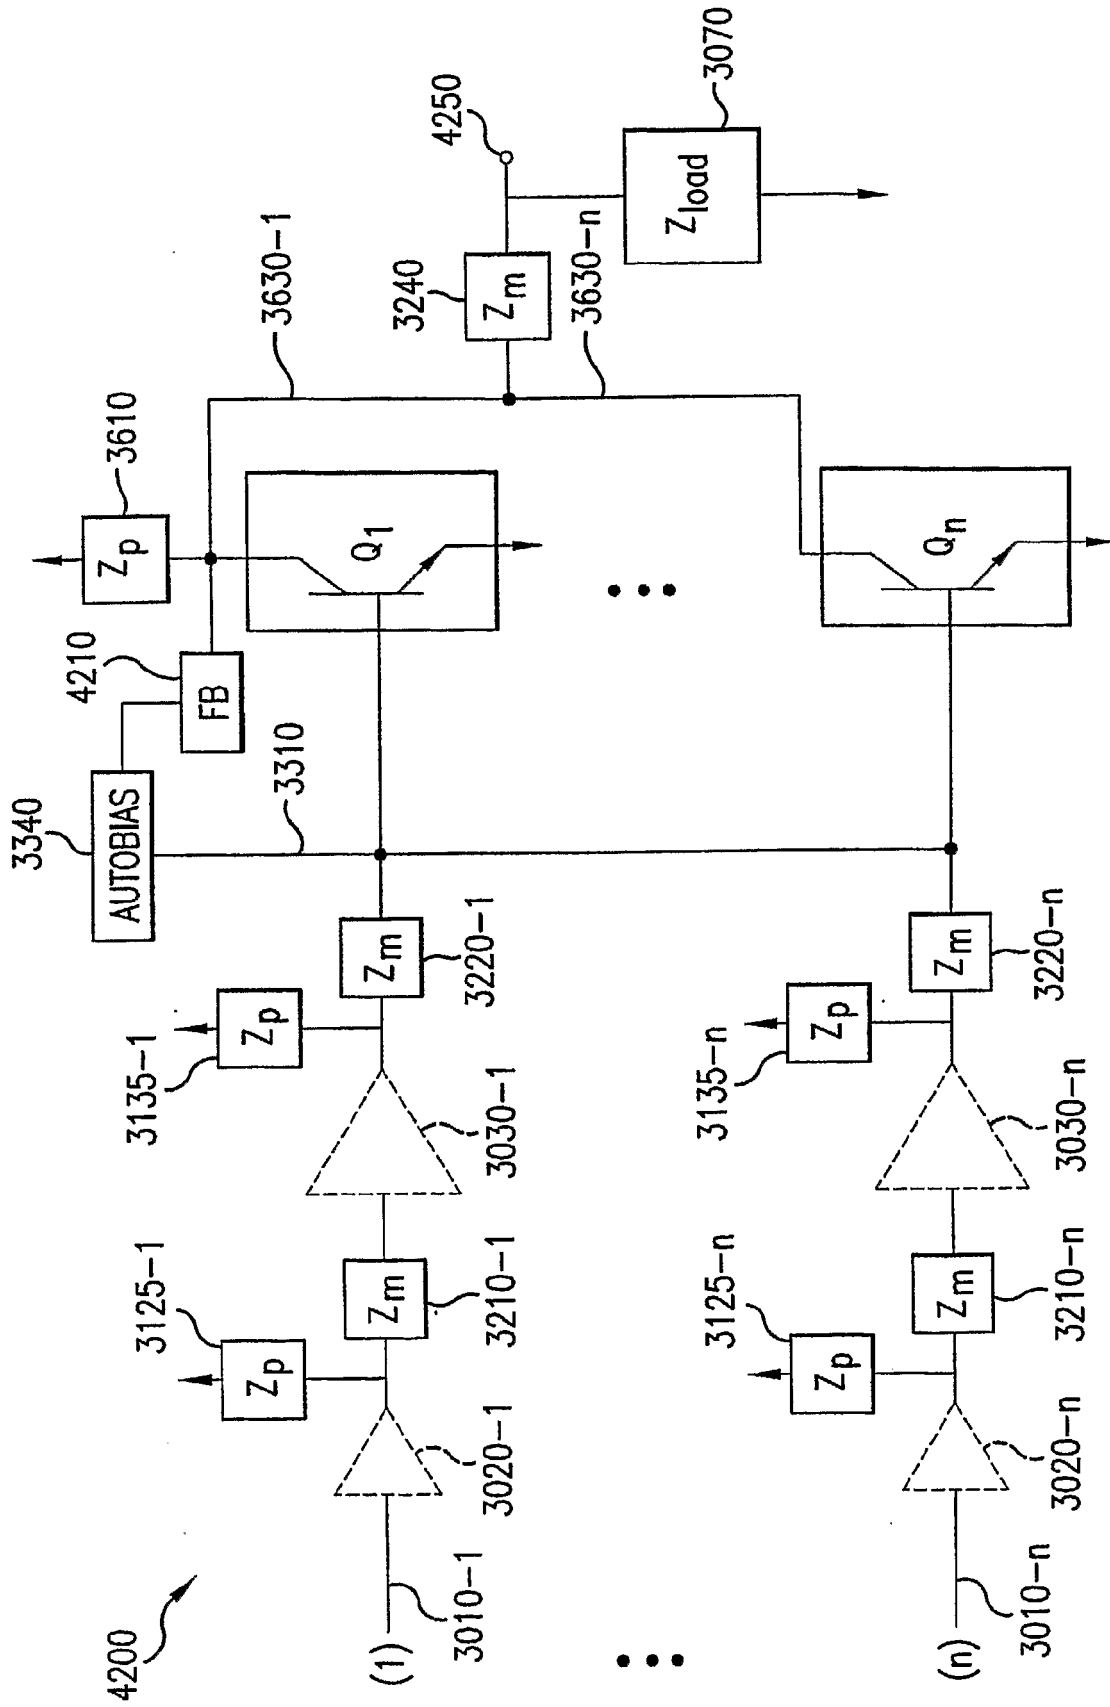 4200
(1)
3010-1
3020-1
3125-1
Zp
Zm
3210-1
3030-1
3135-1
Zp
Zm
3220-1
3340
AUTOBIAS
3310
4210
FB
3610
Zp
Q1
3630-1
3240
Zm
4250
3630-n
Zload
3070
(n)
3010-n
3020-n
3125-n
Zp
Zm
3210-n
3030-n
3135-n
Zp
Zm
3220-n
Qn